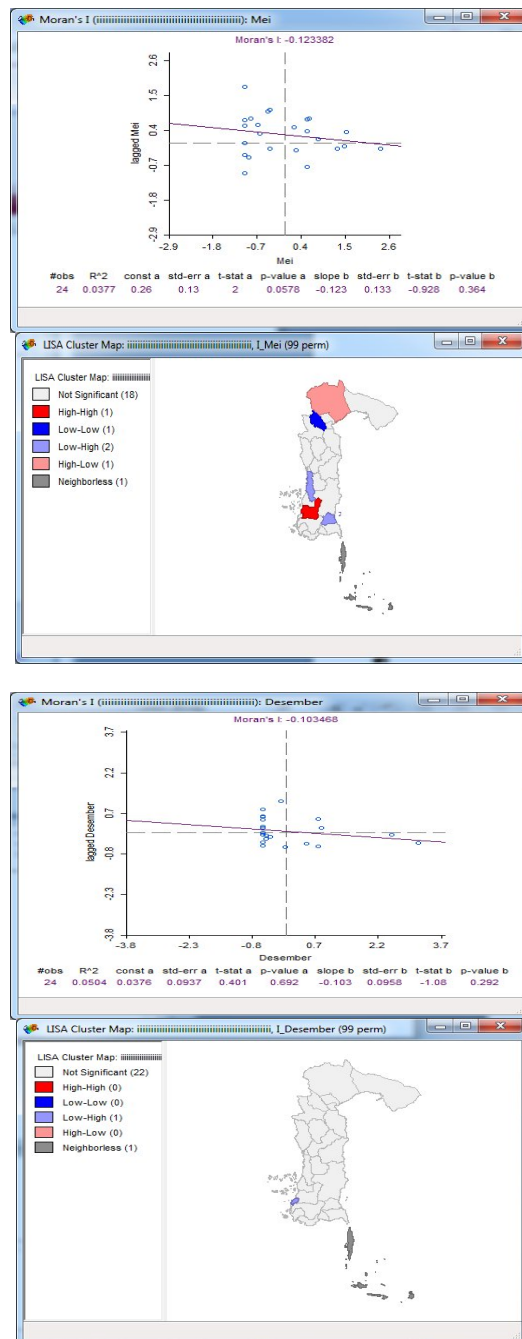 Moran's I (iiiiiiiiiiiiiiiiiiiiiiiiiiiiiiiiiiiiiiiiiiiiiii): Mei
Moran's I: -0.123382
2.6
1.5
0.4
-0.7
-1.8
-2.9
lagged Mei
-2.9 -1.8 -0.7 0.4 1.5 2.6
Mei
#obs R^2 const a std-err a t-stat a p-value a slope b std-err b t-stat b p-value b
24 0.0377 0.26 0.13 2 0.0578 -0.123 0.133 -0.928 0.364
LISA Cluster Map: iiiiiiiiiiiiiiiiiiiiiiiiiiiiiiiiiiiiiiiiiiiiiii, I_Mei (99 perm)
LISA Cluster Map: iiiiiiiiiiiiiii
Not Significant (18)
High-High (1)
Low-Low (1)
Low-High (2)
High-Low (1)
Neighborless (1)
Moran's I (iiiiiiiiiiiiiiiiiiiiiiiiiiiiiiiiiiiiiiiiiiiiiii): Desember
Moran's I: -0.103468
3.7
2.2
0.7
-0.8
-2.3
-3.8
lagged Desember
-3.8 -2.3 -0.8 0.7 2.2 3.7
Desember
#obs R^2 const a std-err a t-stat a p-value a slope b std-err b t-stat b p-value b
24 0.0504 0.0376 0.0937 0.401 0.692 -0.103 0.0958 -1.08 0.292
LISA Cluster Map: iiiiiiiiiiiiiiiiiiiiiiiiiiiiiiiiiiiiiiiiiiiiiii, I_Desember (99 perm)
LISA Cluster Map: iiiiiiiiiiiiiii
Not Significant (22)
High-High (0)
Low-Low (0)
Low-High (1)
High-Low (0)
Neighborless (1)